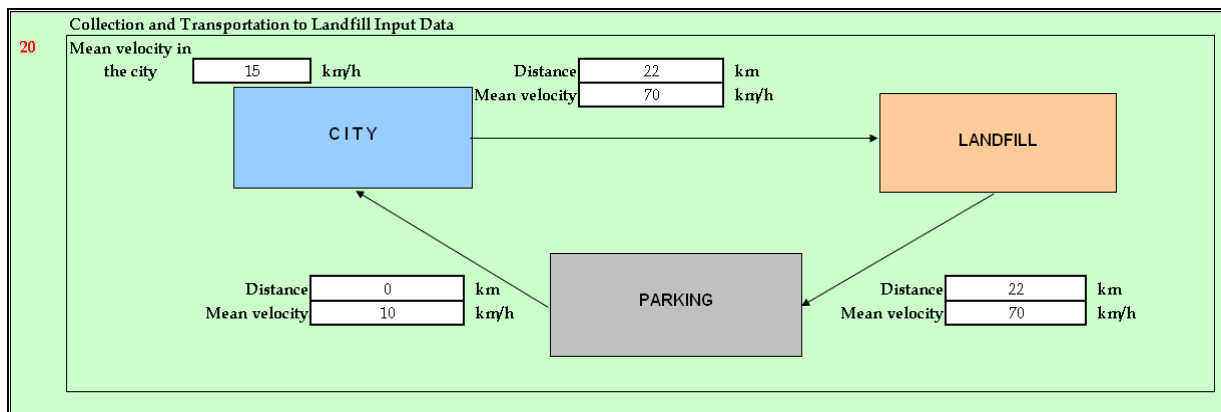 Collection and Transportation to Landfill Input Data
20
Mean velocity in
the city 15 km/h
Distance 22 km
Mean velocity 70 km/h
CITY
LANDFILL
Distance 0 km
Mean velocity 10 km/h
PARKING
Distance 22 km
Mean velocity 70 km/h